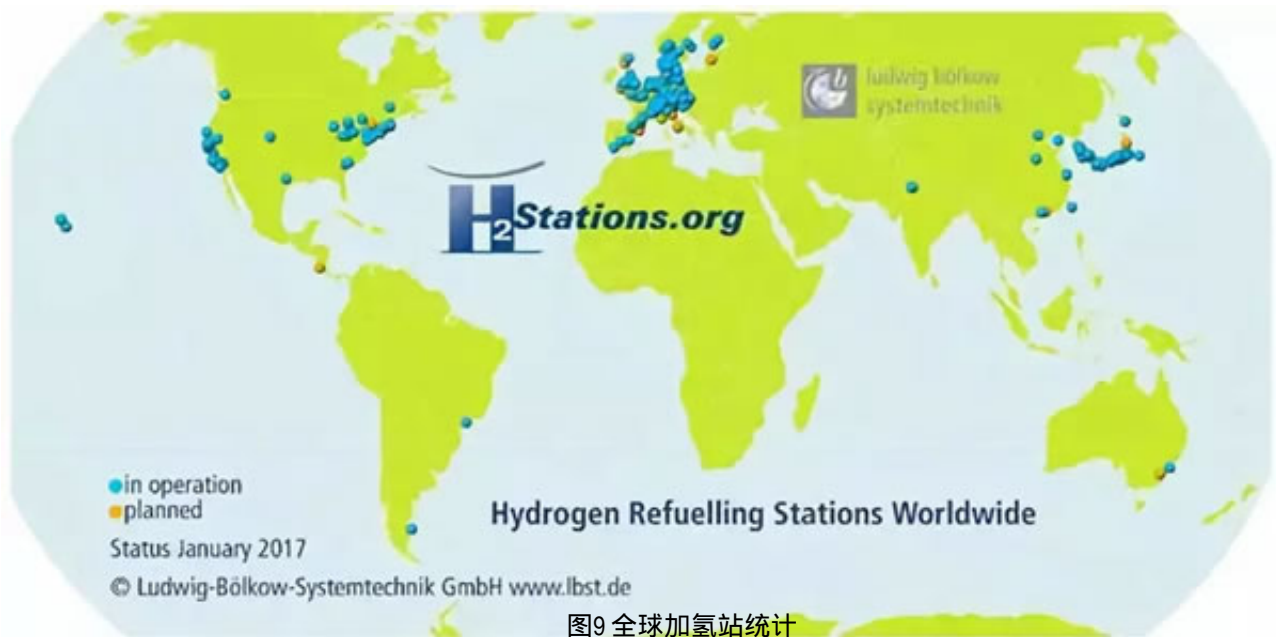 ludwig bölkow
systemtechnik
H2Stations.org
in operation
planned
Hydrogen Refuelling Stations Worldwide
Status January 2017
© Ludwig-Bölkow-Systemtechnik GmbH www.lbst.de
图9 全球加氢站统计